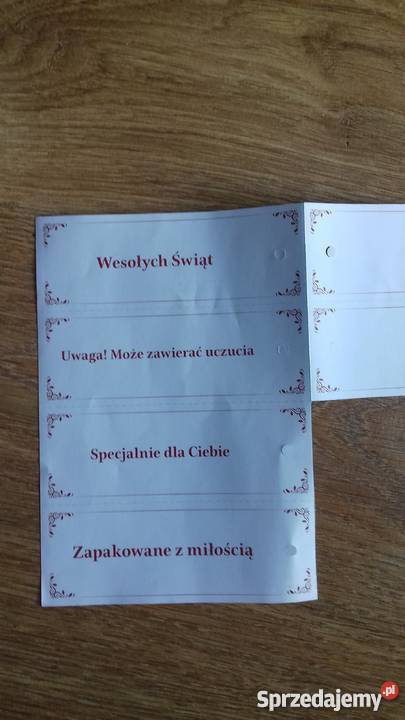 Wesołych Świąt
Uwaga! Może zawierać uczucia
Specjalnie dla Ciebie
Zapakowane z miłością
Sprzedajemy.pl